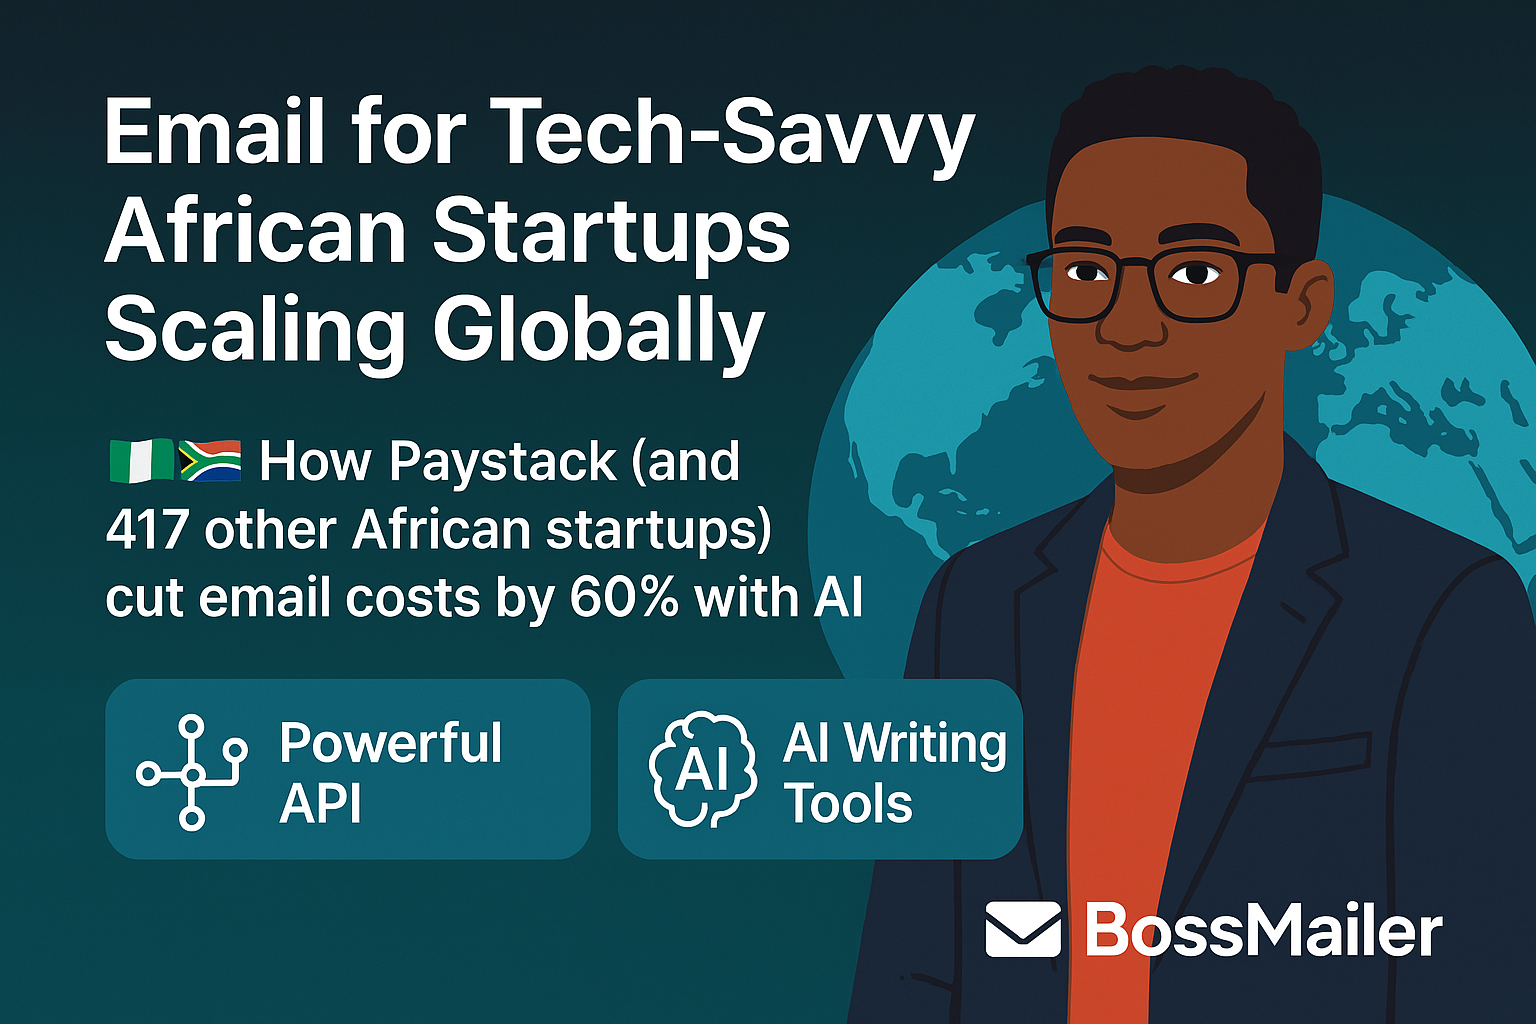 Email for Tech-Savvy
African Startups
Scaling Globally
🇳🇬🇿🇦 How Paystack (and
417 other African startups)
cut email costs by 60% with AI
Powerful
API
AI
AI Writing
Tools
BossMailer